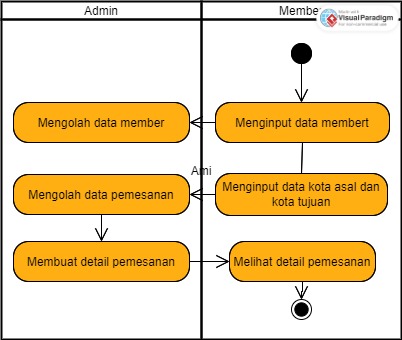 Admin
Membe
Made with
Visual Paradigm
For non-commercial use
Mengolah data member
Menginput data membert
Ami
Mengolah data pemesanan
Menginput data kota asal dan
kota tujuan
Membuat detail pemesanan
Melihat detail pemesanan